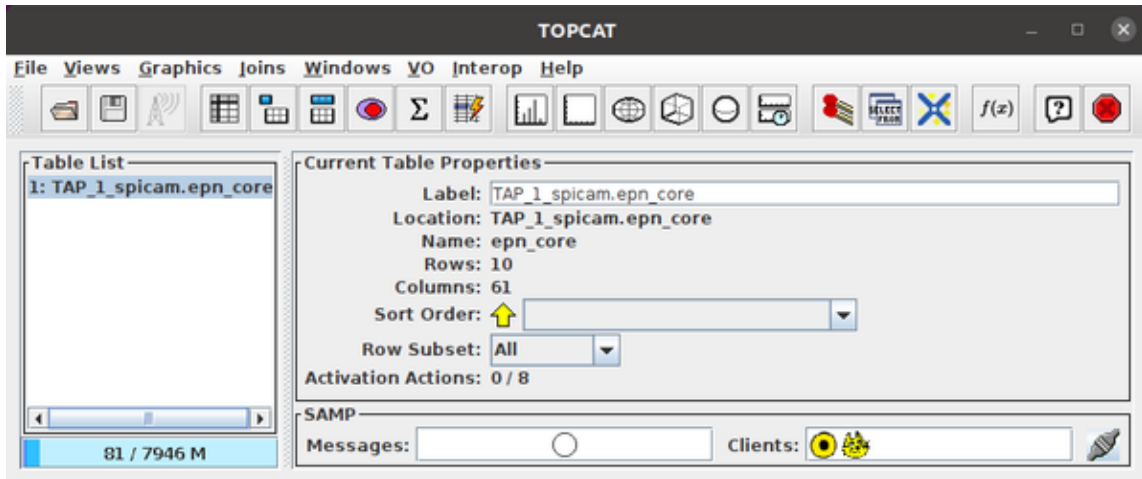 TOPCAT
File Views Graphics Joins Windows VO Interop Help
Σ SELECT FROM f(x) ?
Table List
1: TAP_1_spicam.epn_core
81 / 7946 M
Current Table Properties
Label: TAP_1_spicam.epn_core
Location: TAP_1_spicam.epn_core
Name: epn_core
Rows: 10
Columns: 61
Sort Order:
Row Subset: All
Activation Actions: 0 / 8
SAMP
Messages: Clients: